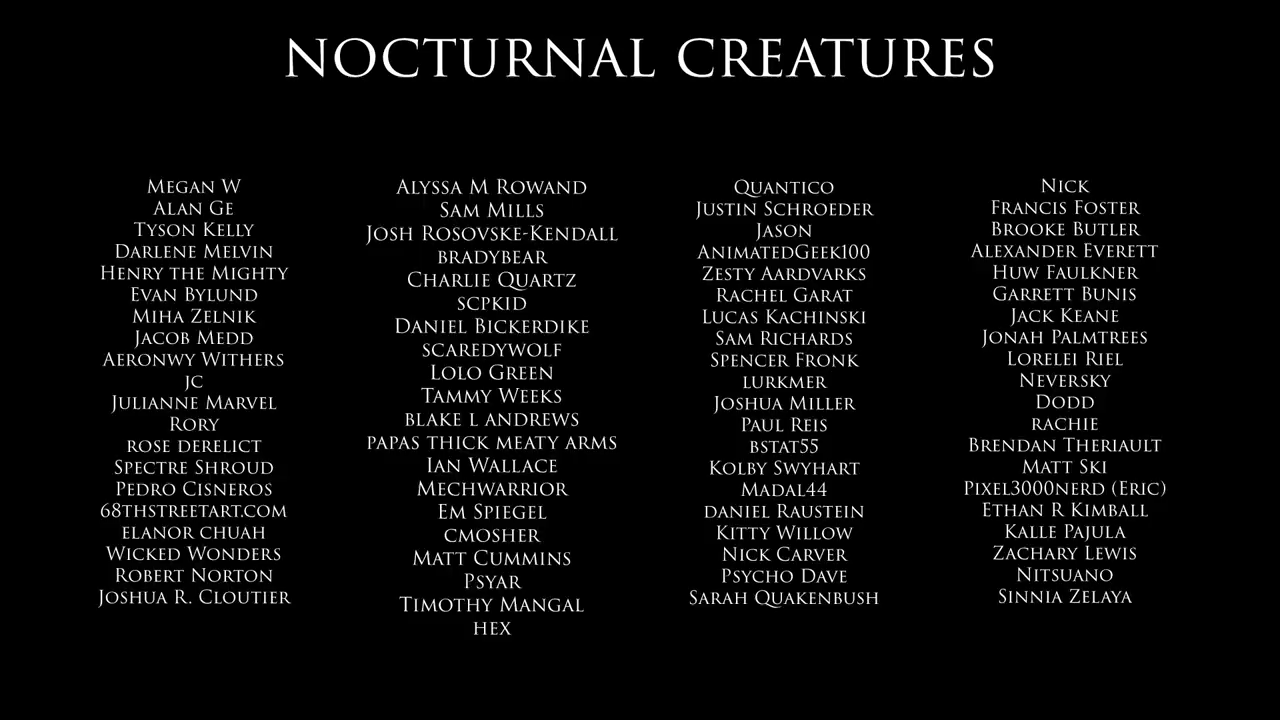 NOCTURNAL CREATURES
Megan W
Alan Ge
Tyson Kelly
Darlene Melvin
Henry the Mighty
Evan Bylund
Miha Zelnik
Jacob Medd
Aeronwy Withers
jc
Julianne Marvel
Rory
rose derelict
Spectre Shroud
Pedro Cisneros
68thstreetart.com
elanor chuah
Wicked Wonders
Robert Norton
Joshua R. Cloutier
Alyssa M Rowand
Sam Mills
Josh Rosovske-Kendall
bradybear
Charlie Quartz
scpkid
Daniel Bickerdike
scaredywolf
Lolo Green
Tammy Weeks
blake l andrews
papas thick meaty arms
Ian Wallace
Mechwarrior
Em Spiegel
cmosher
Matt Cummins
Psyar
Timothy Mangal
hex
Quantico
Justin Schroeder
Jason
AnimatedGeek100
Zesty Aardvarks
Rachel Garat
Lucas Kachinski
Sam Richards
Spencer Fronk
lurkmer
Joshua Miller
Paul Reis
bstat55
Kolby Swyhart
Madal44
daniel Raustein
Kitty Willow
Nick Carver
Psycho Dave
Sarah Quakenbush
Nick
Francis Foster
Brooke Butler
Alexander Everett
Huw Faulkner
Garrett Bunis
Jack Keane
Jonah Palmtrees
Lorelei Riel
Neversky
Dodd
rachie
Brendan Theriault
Matt Ski
Pixel3000nerd (Eric)
Ethan R Kimball
Kalle Pajula
Zachary Lewis
Nitsuano
Sinnia Zelaya